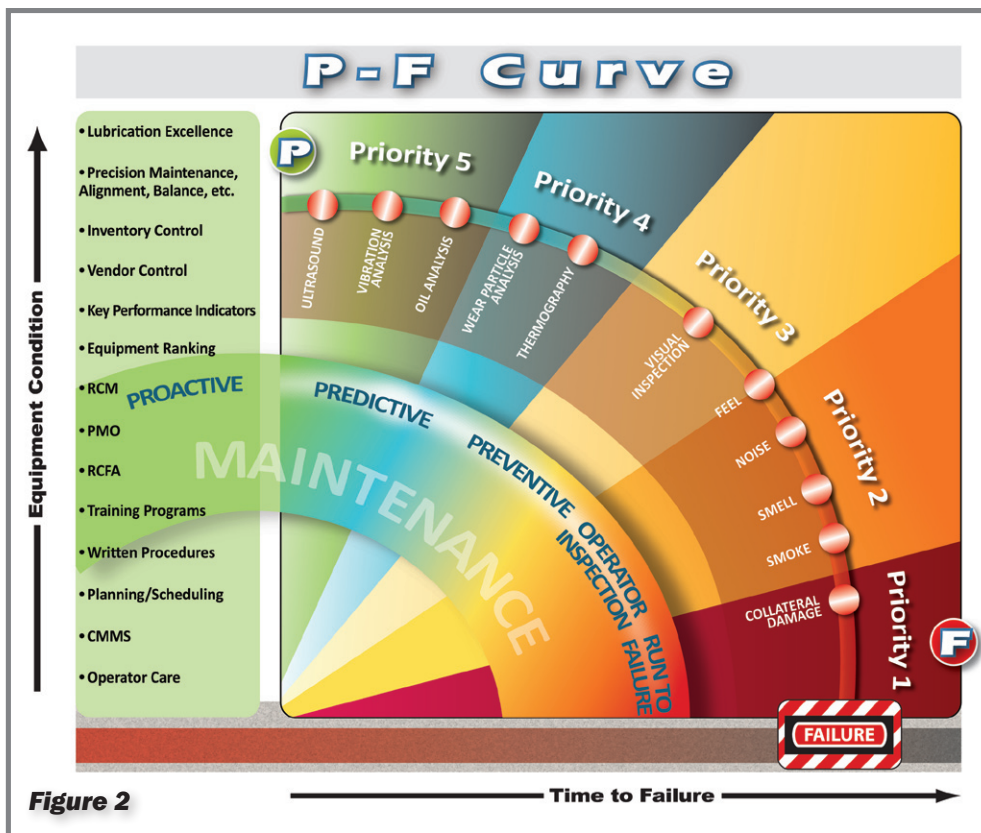 P-F Curve
Equipment Condition
• Lubrication Excellence
• Precision Maintenance,
Alignment, Balance, etc.
• Inventory Control
• Vendor Control
• Key Performance Indicators
• Equipment Ranking
• RCM
• PMO
• RCFA
• Training Programs
• Written Procedures
• Planning/Scheduling
• CMMS
• Operator Care
P
Priority 5
Priority 4
Priority 3
Priority 2
Priority 1
F
ULTRASOUND
VIBRATION
ANALYSIS
OIL ANALYSIS
WEAR PARTICLE
ANALYSIS
THERMOGRAPHY
VISUAL
INSPECTION
FEEL
NOISE
SMELL
SMOKE
COLLATERAL
DAMAGE
PROACTIVE
PREDICTIVE
PREVENTIVE
OPERATOR
INSPECTION
RUN TO
FAILURE
MAINTENANCE
FAILURE
Figure 2
Time to Failure